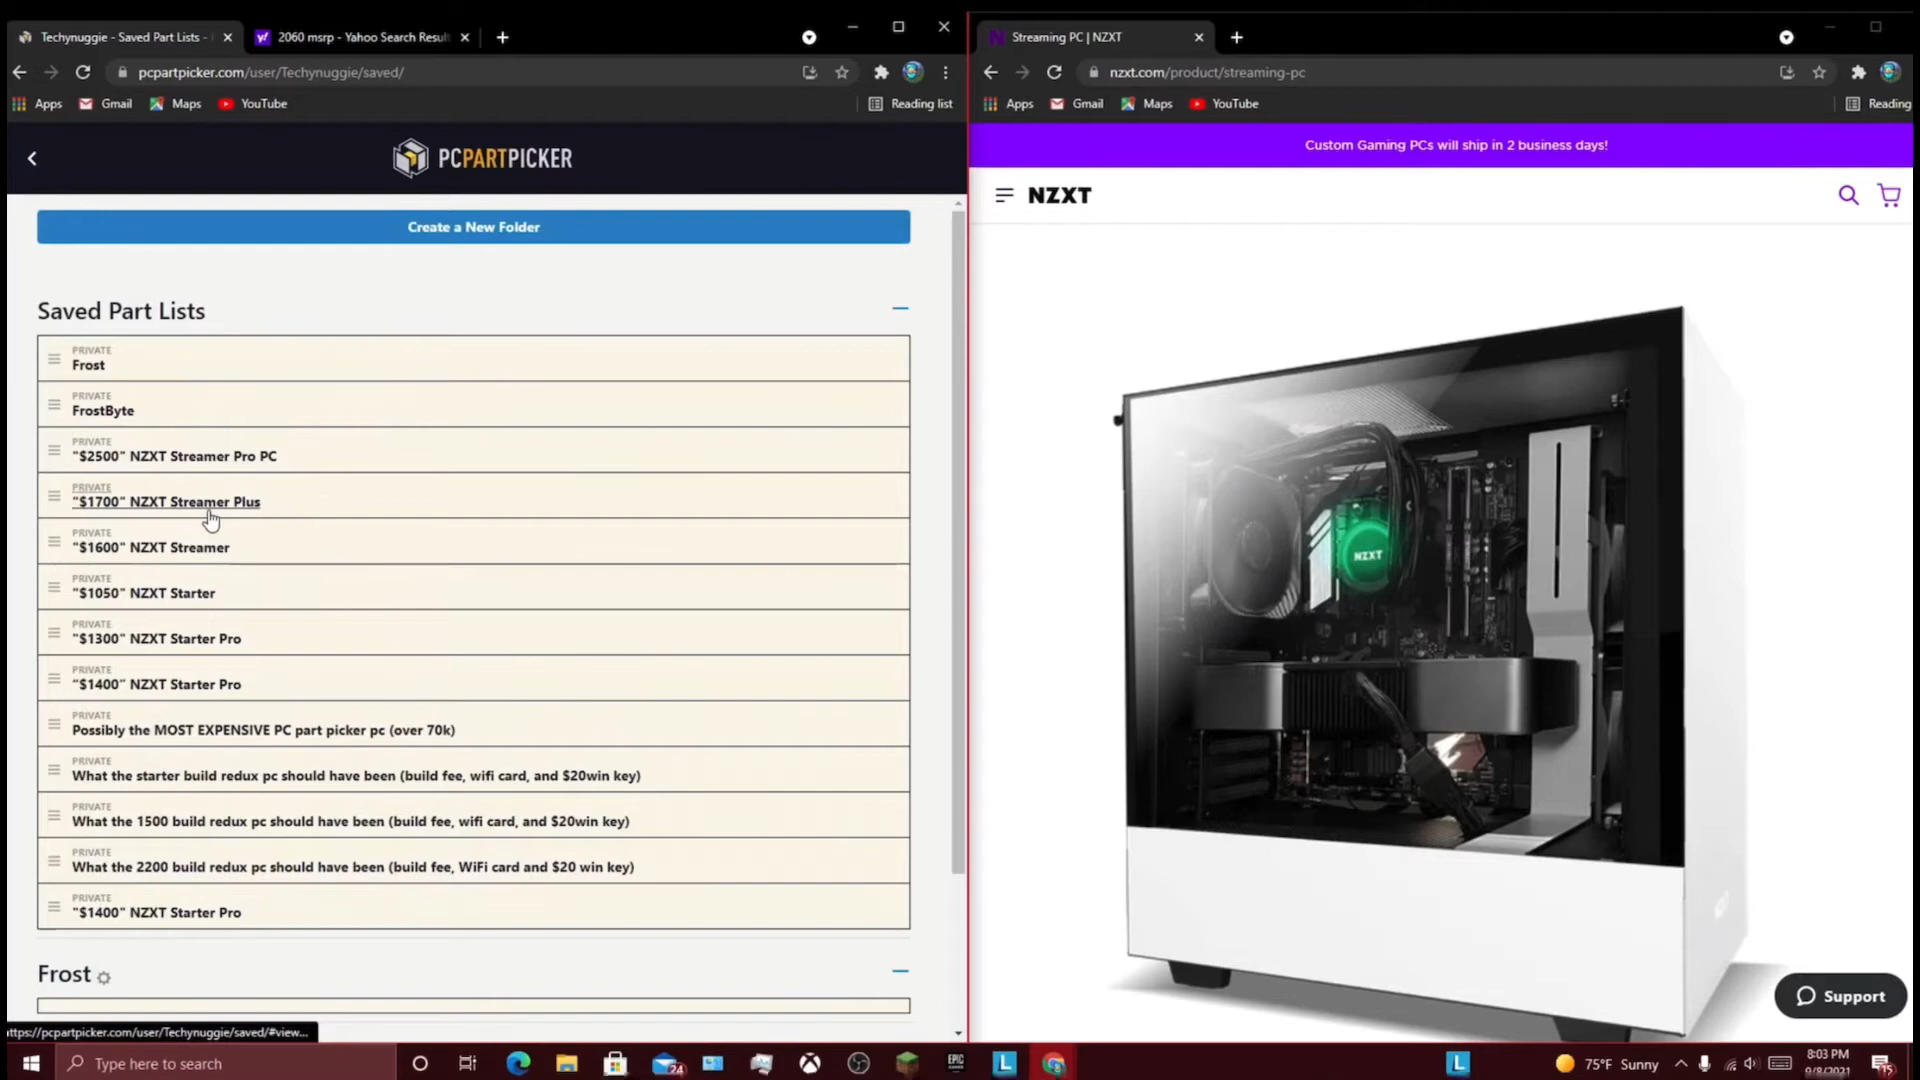 Techynuggie - Saved Part Lists -
2060 msrp - Yahoo Search Result
pcpartpicker.com/user/Techynuggie/saved/
Apps
Gmail
Maps
YouTube
Reading list
PCPARTPICKER
Create a New Folder
Saved Part Lists
PRIVATE
Frost
PRIVATE
FrostByte
PRIVATE
"$2500" NZXT Streamer Pro PC
PRIVATE
"$1700" NZXT Streamer Plus
PRIVATE
"$1600" NZXT Streamer
PRIVATE
"$1050" NZXT Starter
PRIVATE
"$1300" NZXT Starter Pro
PRIVATE
"$1400" NZXT Starter Pro
PRIVATE
Possibly the MOST EXPENSIVE PC part picker pc (over 70k)
PRIVATE
What the starter build redux pc should have been (build fee, wifi card, and $20win key)
PRIVATE
What the 1500 build redux pc should have been (build fee, wifi card, and $20win key)
PRIVATE
What the 2200 build redux pc should have been (build fee, WiFi card and $20 win key)
PRIVATE
"$1400" NZXT Starter Pro
Frost
ttps://pcpartpicker.com/user/Techynuggie/saved/#view...
Streaming PC | NZXT
nzxt.com/product/streaming-pc
Apps
Gmail
Maps
YouTube
Reading
Custom Gaming PCs will ship in 2 business days!
NZXT
NZXT
Support
Type here to search
24
EPIC
L
L
75°F Sunny
8:03 PM
9/8/2021
15